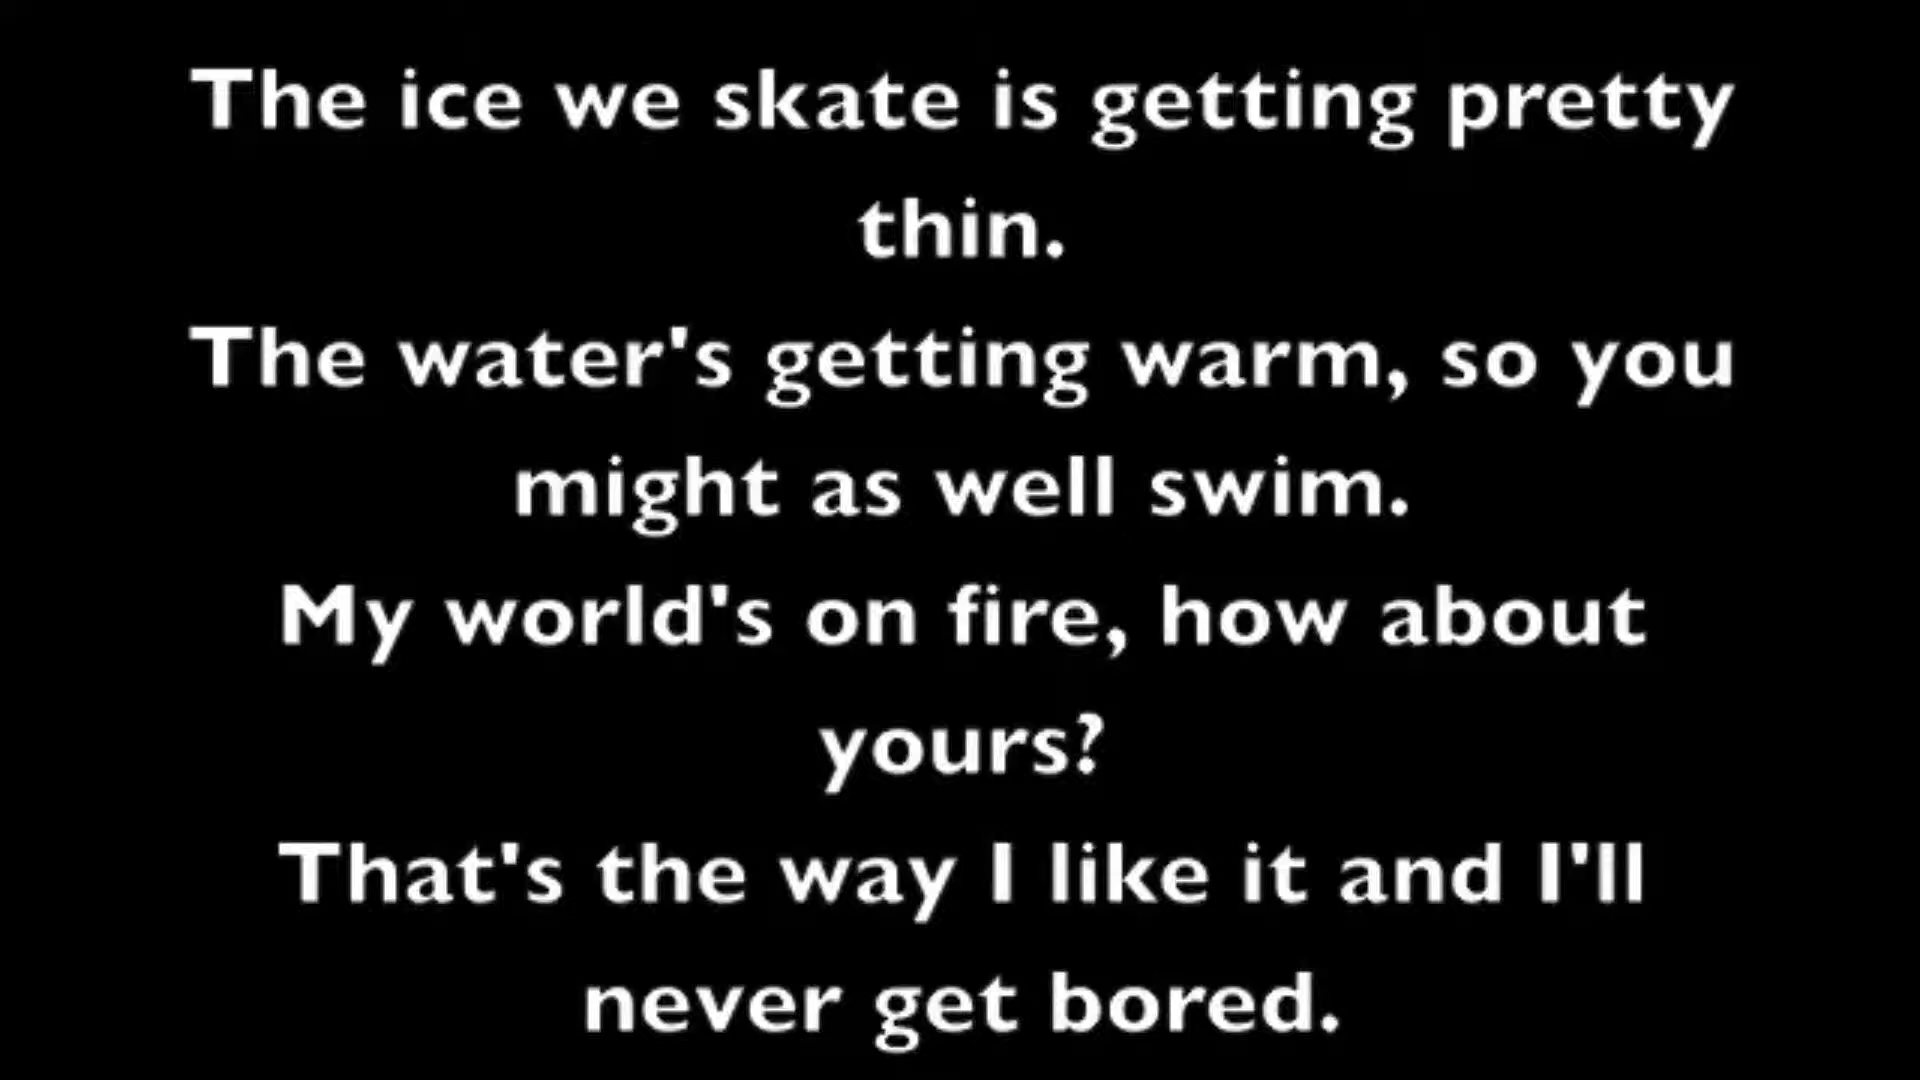 The ice we skate is getting pretty
thin.
The water's getting warm, so you
might as well swim.
My world's on fire, how about
yours?
That's the way I like it and I'll
never get bored.